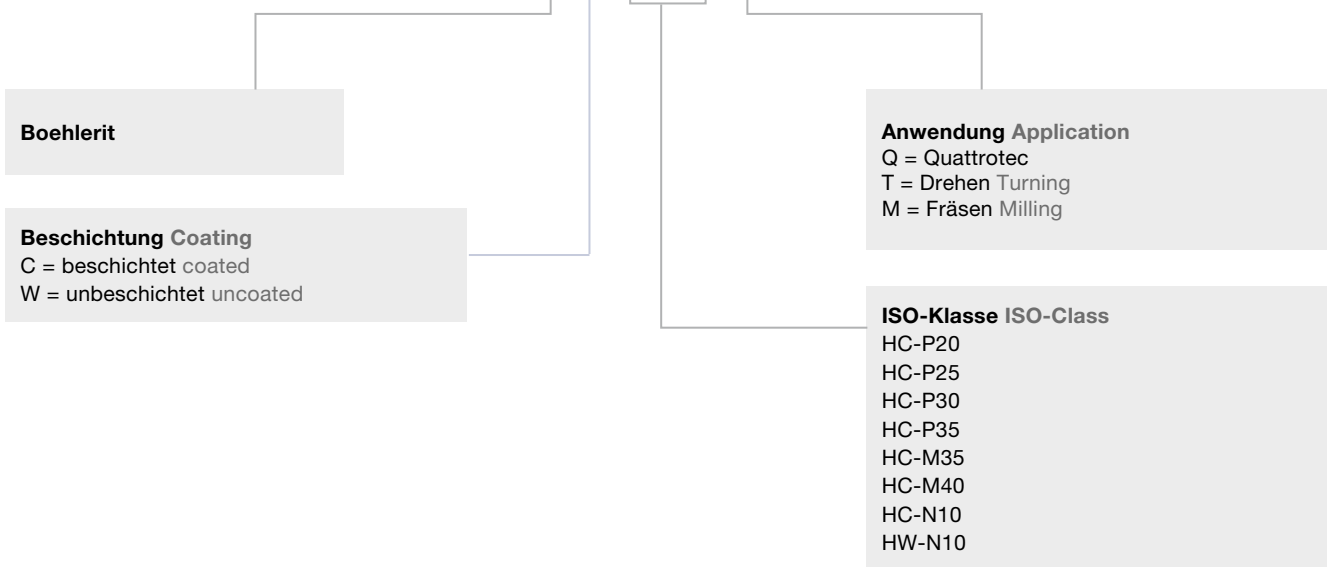 Boehlerit
Beschichtung Coating
C = beschichtet coated
W = unbeschichtet uncoated
Anwendung Application
Q = Quattrotec
T = Drehen Turning
M = Fräsen Milling
ISO-Klasse ISO-Class
HC-P20
HC-P25
HC-P30
HC-P35
HC-M35
HC-M40
HC-N10
HW-N10